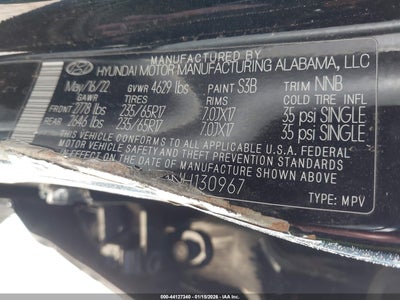 MANUFACTURED BY
HYUNDAI MOTOR MANUFACTURING ALABAMA, LLC
May/16/22 GVWR 4629 lbs PAINT S3B TRIM NNB
GAWR TIRES RIMS COLD TIRE INFL
FRONT 2778 lbs 235/65R17 7.0JX17 35 psi SINGLE
REAR 2646 lbs 235/65R17 7.0JX17 35 psi SINGLE
THIS VEHICLE CONFORMS TO ALL APPLICABLE U.S.A. FEDERAL
MOTOR VEHICLE SAFETY AND THEFT PREVENTION STANDARDS
IN EFFECT ON THE DATE OF MANUFACTURE SHOWN ABOVE
H130967
TYPE: MPV
000-44127340 - 01/15/2026 - © IAA Holdings, LLC